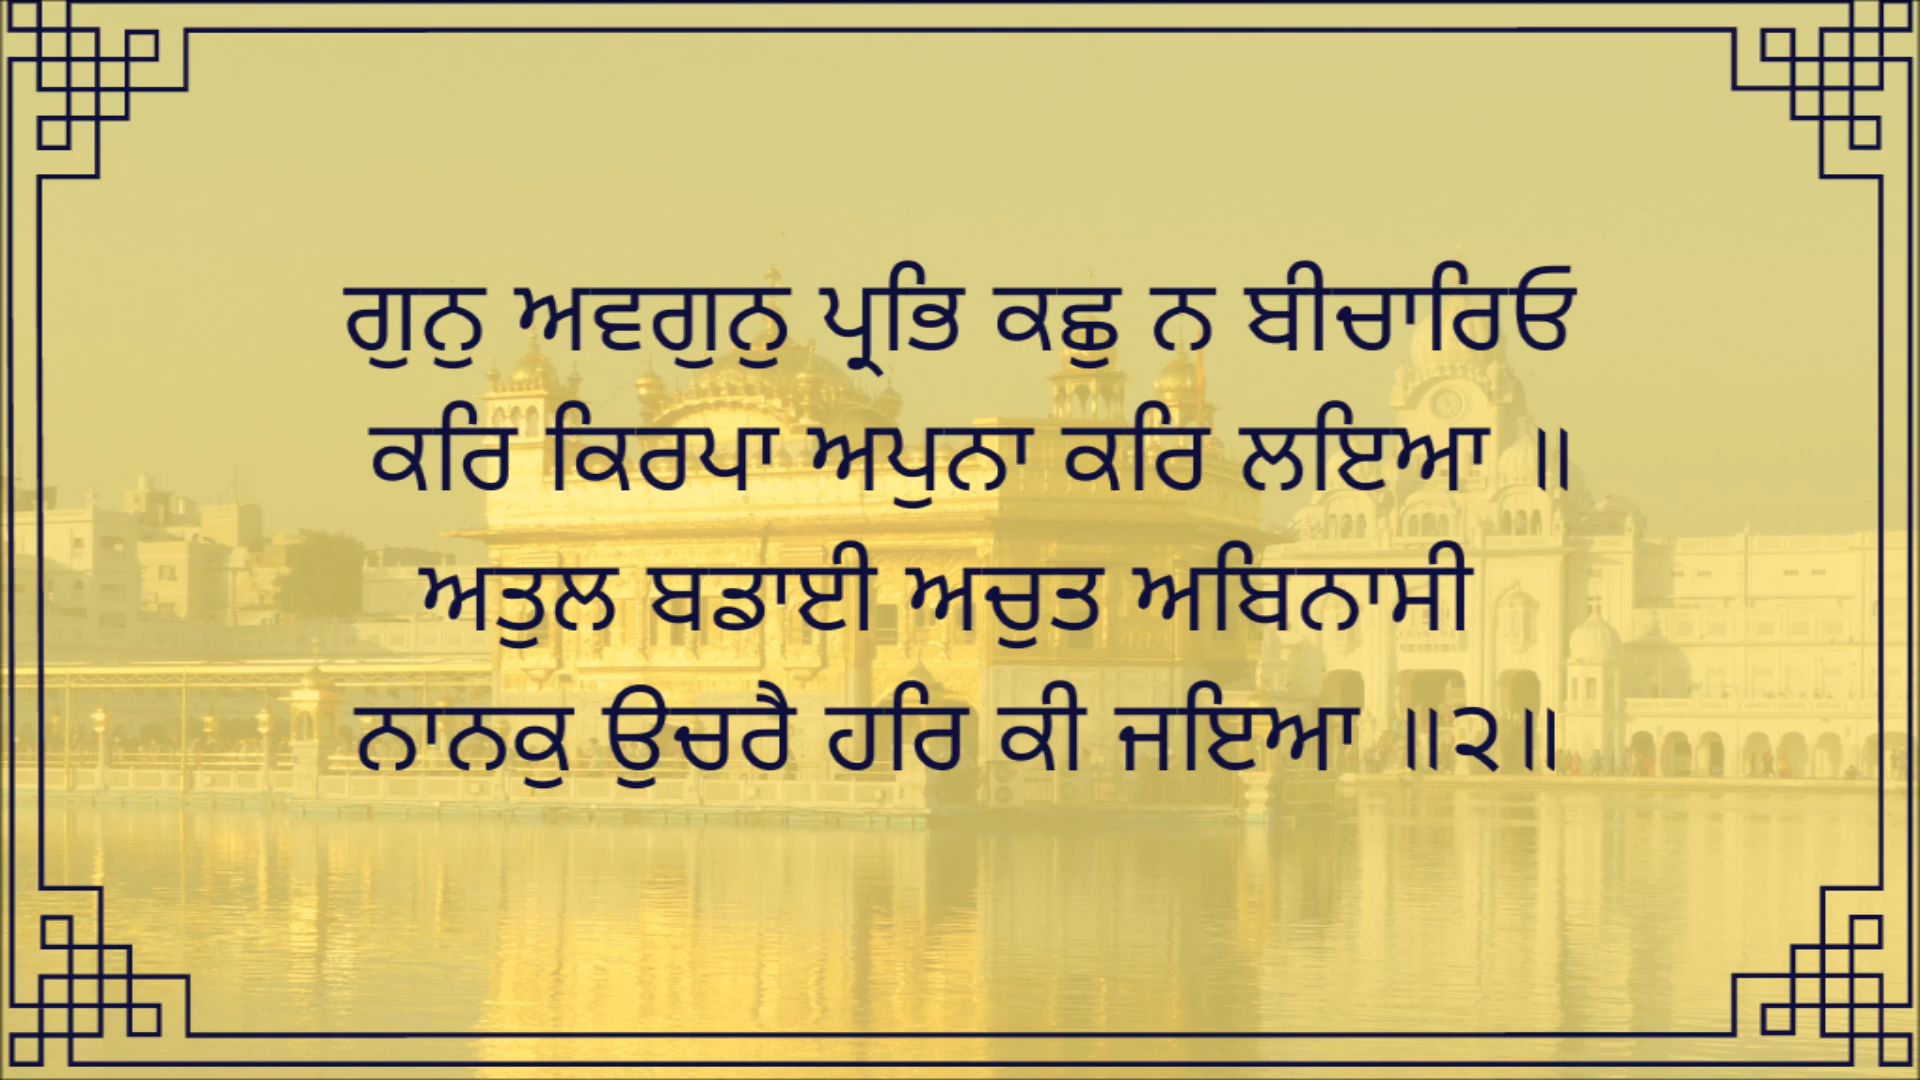 ਗੁਨੁ ਅਵਗੁਨੁ ਪ੍ਰਭਿ ਕਛੁ ਨ ਬੀਚਾਰਿਓ
ਕਰਿ ਕਿਰਪਾ ਅਪੁਨਾ ਕਰਿ ਲਇਆ ॥
ਅਤੁਲ ਬਡਾਈ ਅਚੁਤ ਅਬਿਨਾਸੀ
ਨਾਨਕੁ ਉਚਰੈ ਹਰਿ ਕੀ ਜਇਆ ॥੨॥